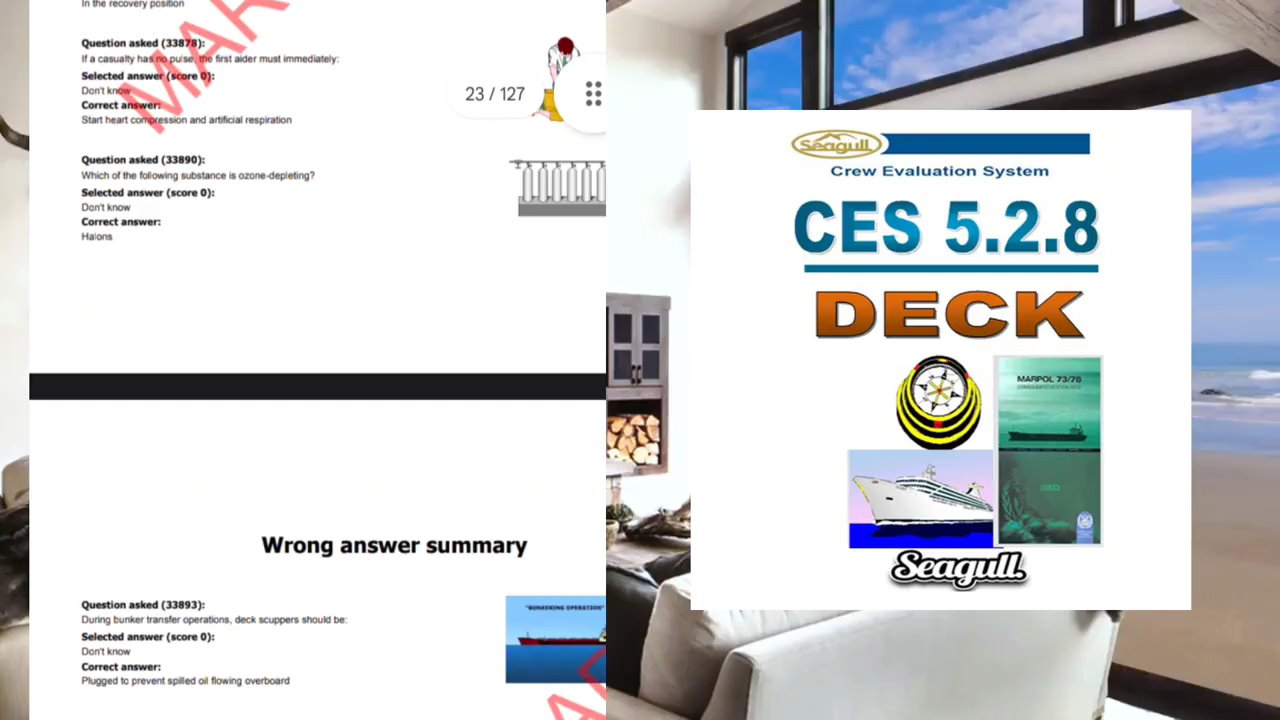 In the recovery position
Question asked (33878):
If a casualty has no pulse, the first aider must immediately:
Selected answer (score 0):
Don't know
Correct answer:
Start heart compression and artificial respiration
23 / 127
Question asked (33890):
Which of the following substance is ozone-depleting?
Selected answer (score 0):
Don't know
Correct answer:
Halons
Wrong answer summary
Question asked (33893):
During bunker transfer operations, deck scuppers should be:
Selected answer (score 0):
Don't know
Correct answer:
Plugged to prevent spilled oil flowing overboard
"BUNKERING OPERATION"
MAR
Seagull
Crew Evaluation System
CES 5.2.8
DECK
MARPOL 73/78
IMO
Seagull.